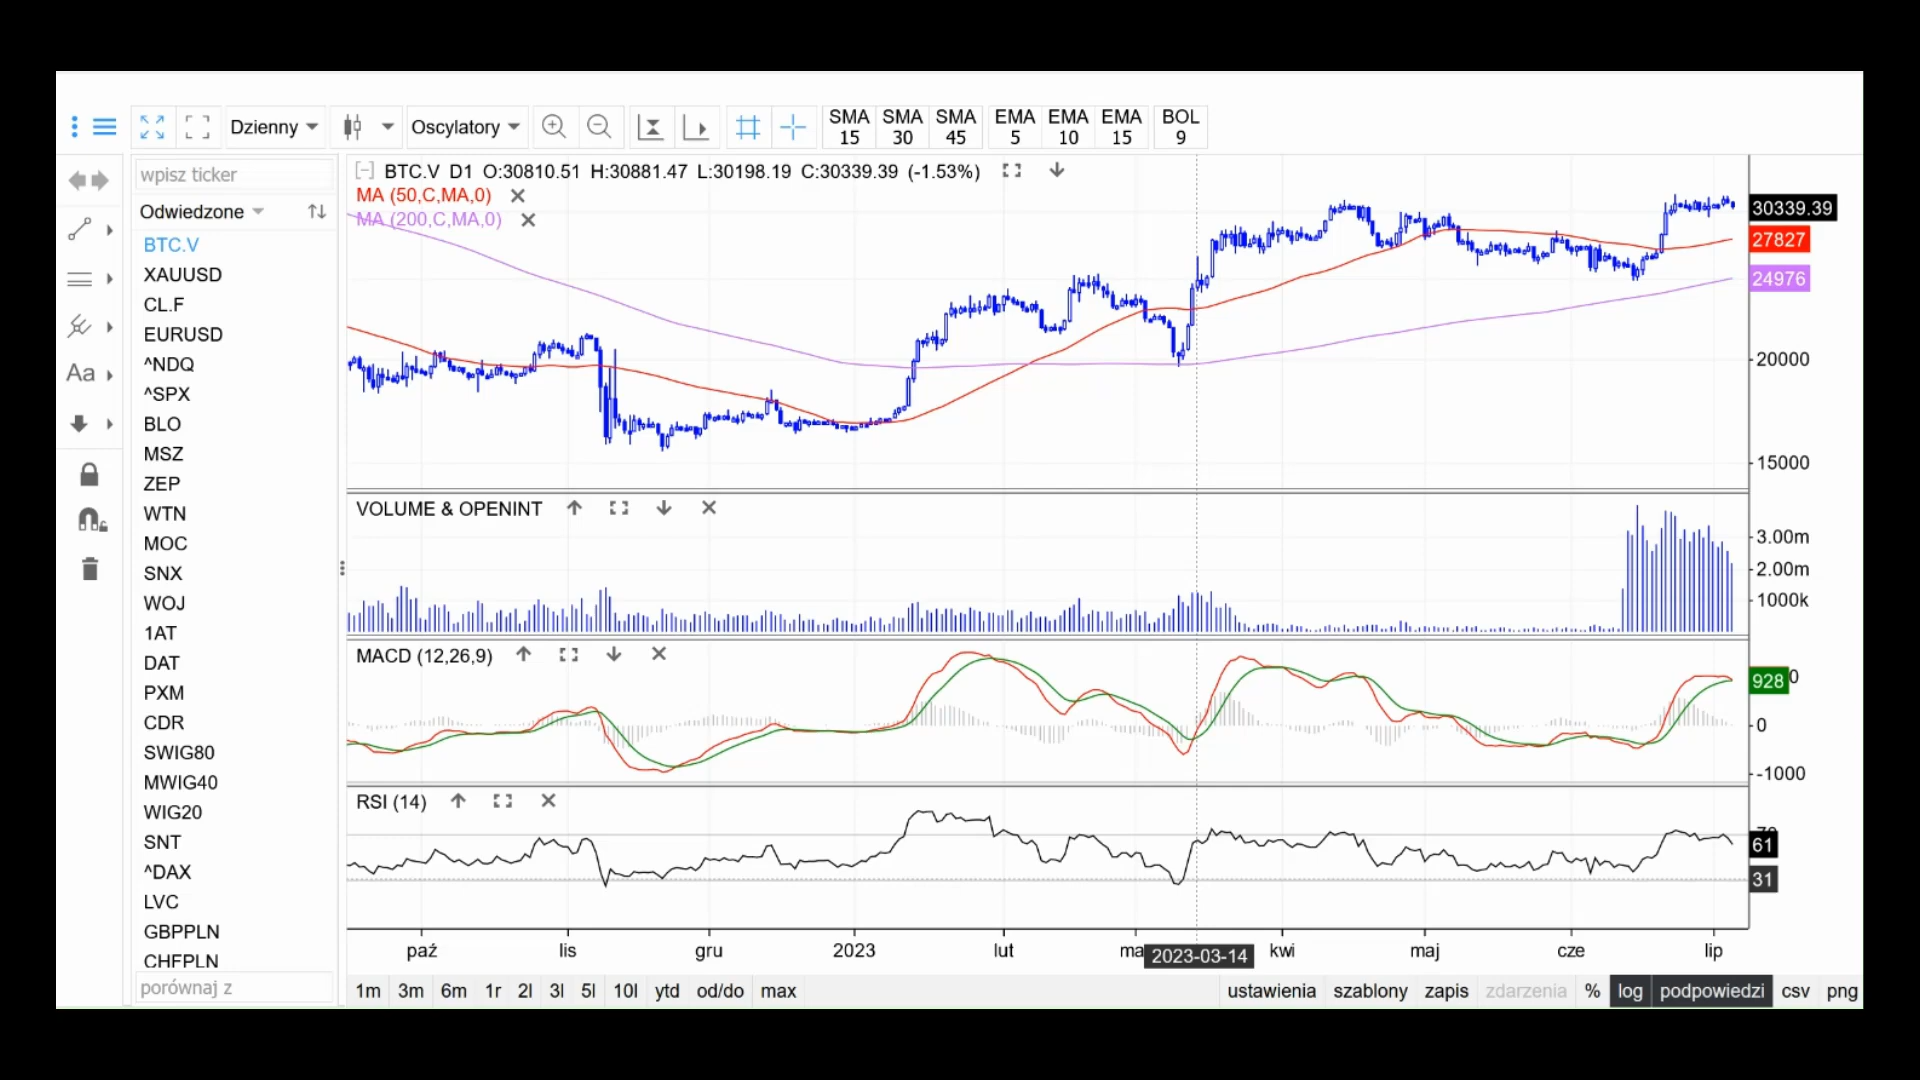 Dzienny
Oscylatory
SMA 15
SMA 30
SMA 45
EMA 5
EMA 10
EMA 15
BOL 9
wpisz ticker
Odwiedzone
BTC.V
XAUUSD
CL.F
EURUSD
^NDQ
^SPX
BLO
MSZ
ZEP
WTN
MOC
SNX
WOJ
1AT
DAT
PXM
CDR
SWIG80
MWIG40
WIG20
SNT
^DAX
LVC
GBPPLN
CHFPLN
porównaj z
Aa
BTC.V D1 O:30810.51 H:30881.47 L:30198.19 C:30339.39 (-1.53%)
MA (50,C,MA,0)
MA (200,C,MA,0)
30339.39
27827
24976
20000
15000
VOLUME & OPENINT
3.00m
2.00m
1000k
MACD (12,26,9)
928
0
-1000
RSI (14)
61
31
paź lis gru 2023 lut ma 2023-03-14 kwi maj cze lip
1m 3m 6m 1r 2l 3l 5l 10l ytd od/do max ustawienia szablony zapis zdarzenia % log podpowiedzi csv png